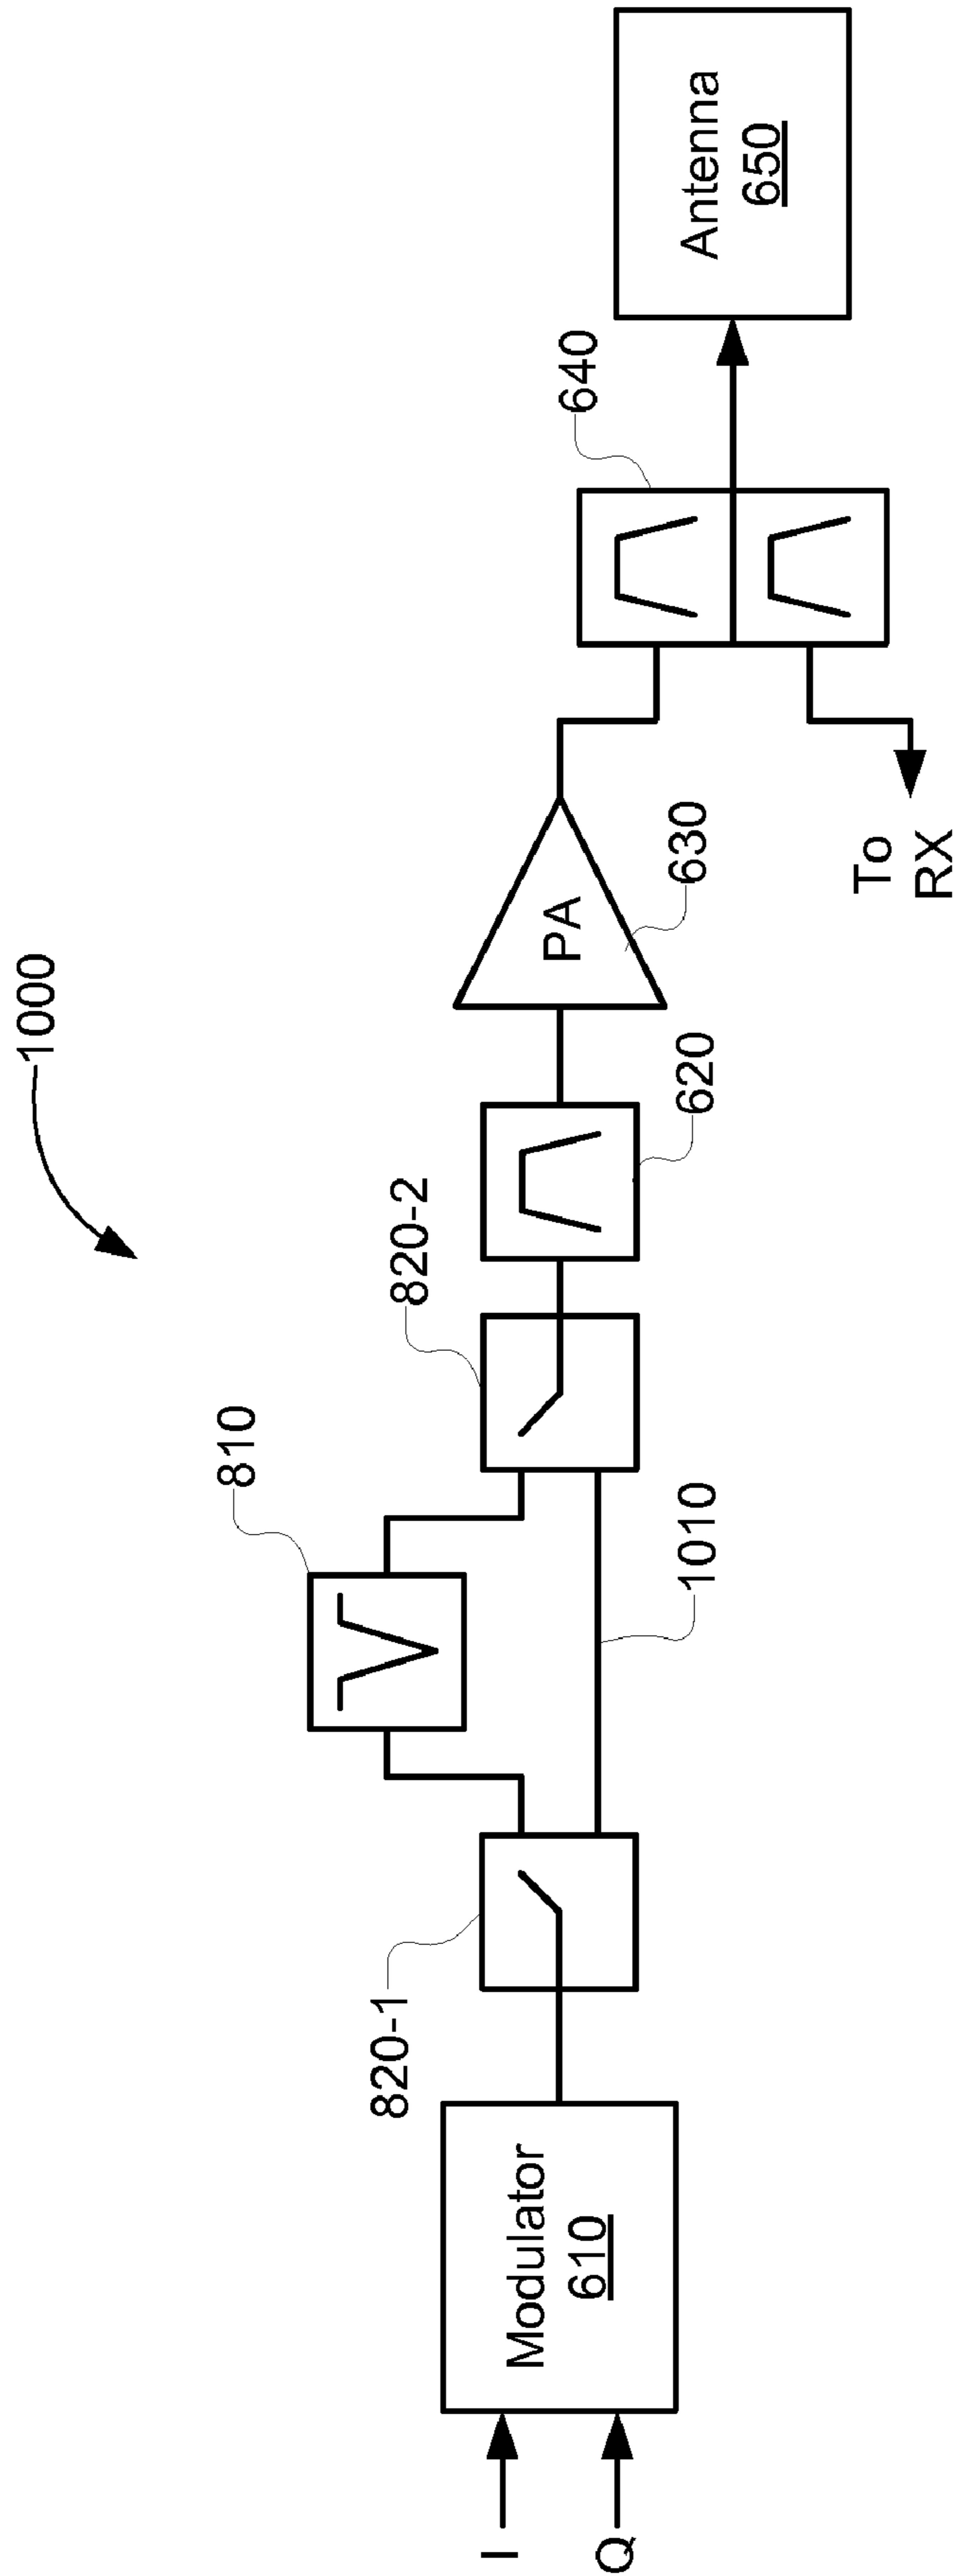 1000
I
Q
Modulator
610
820-1
810
1010
820-2
620
PA
630
To
RX
640
Antenna
650